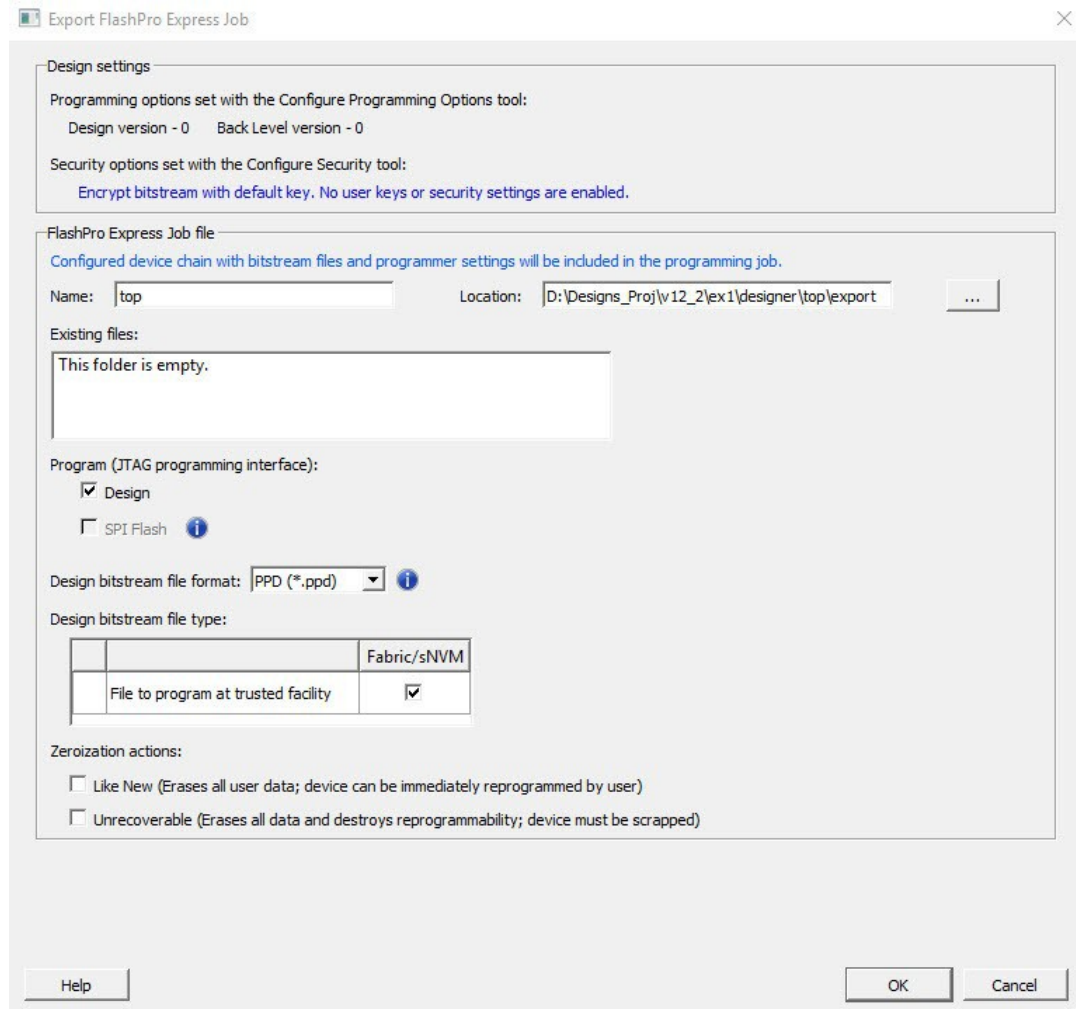 Export FlashPro Express Job
Design settings
Programming options set with the Configure Programming Options tool:
Design version - 0 Back Level version - 0
Security options set with the Configure Security tool:
Encrypt bitstream with default key. No user keys or security settings are enabled.
FlashPro Express Job file
Configured device chain with bitstream files and programmer settings will be included in the programming job.
Name: top Location: D:\Designs_Proj\v12_2\ex1\designer\top\export ...
Existing files:
This folder is empty.
Program (JTAG programming interface):
Design
SPI Flash
Design bitstream file format: PPD (*.ppd)
Design bitstream file type:
Fabric/sNVM
File to program at trusted facility
Zeroization actions:
Like New (Erases all user data; device can be immediately reprogrammed by user)
Unrecoverable (Erases all data and destroys reprogrammability; device must be scrapped)
Help OK Cancel